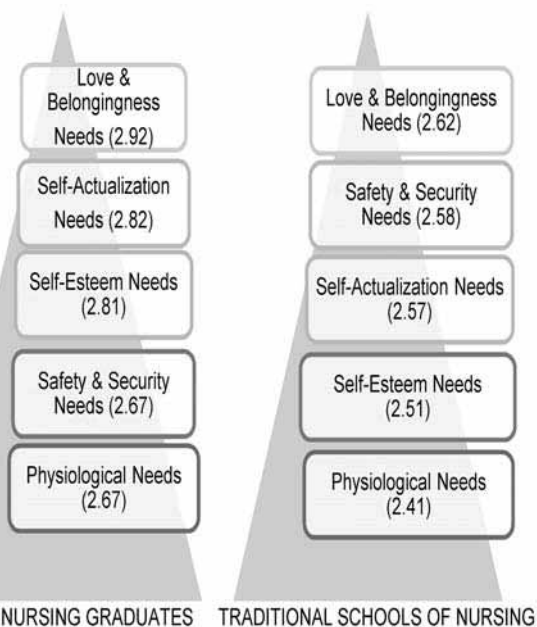 Love &
Belongingness
Needs (2.92)
Self-Actualization
Needs (2.82)
Self-Esteem Needs
(2.81)
Safety & Security
Needs (2.67)
Physiological Needs
(2.67)
NURSING GRADUATES
Love & Belongingness
Needs (2.62)
Safety & Security
Needs (2.58)
Self-Actualization Needs
(2.57)
Self-Esteem Needs
(2.51)
Physiological Needs
(2.41)
TRADITIONAL SCHOOLS OF NURSING